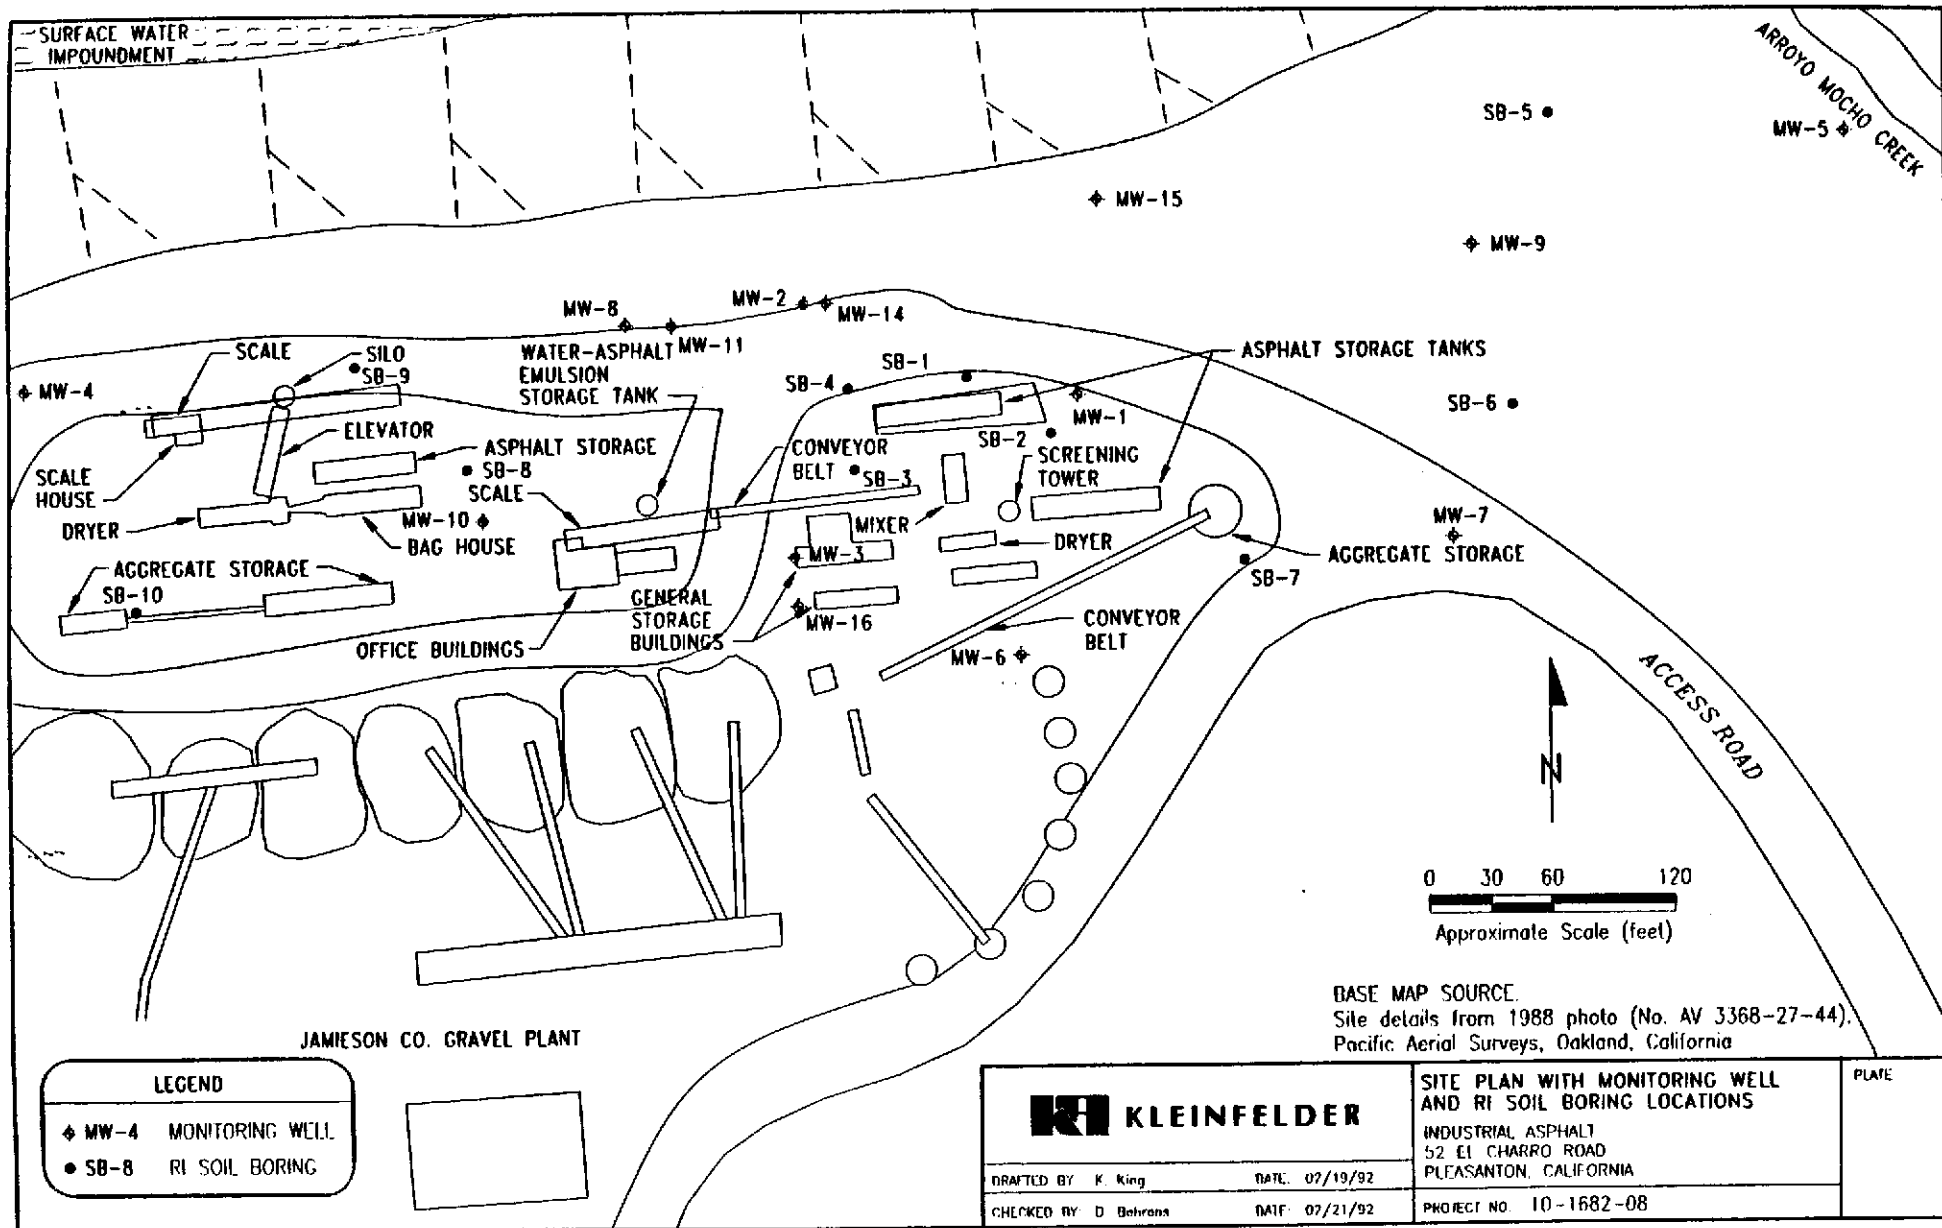 SURFACE WATER
IMPOUNDMENT
ARROYO MOCHO CREEK
SB-5
MW-5
MW-15
MW-9
MW-2
MW-14
MW-8
MW-11
WATER-ASPHALT
EMULSION
STORAGE TANK
SCALE
SILO
SB-9
MW-4
SB-4
SB-1
ASPHALT STORAGE TANKS
MW-1
SB-6
SB-2
ELEVATOR
ASPHALT STORAGE
SB-8
CONVEYOR
BELT
SB-3
SCREENING
TOWER
SCALE
HOUSE
SCALE
DRYER
MW-10
BAG HOUSE
MIXER
MW-3
DRYER
MW-7
AGGREGATE STORAGE
SB-7
AGGREGATE STORAGE
SB-10
GENERAL
STORAGE
BUILDINGS
MW-16
OFFICE BUILDINGS
CONVEYOR
BELT
MW-6
ACCESS ROAD
N
0 30 60 120
Approximate Scale (feet)
BASE MAP SOURCE.
Site details from 1988 photo (No. AV 3368-27-44).
Pacific Aerial Surveys, Oakland, California
JAMIESON CO. GRAVEL PLANT
LEGEND
MW-4 MONITORING WELL
SB-8 RI SOIL BORING
KLEINFELDER
DRAFTED BY K. King DATE: 07/19/92
CHECKED BY: D. Behrens DATE: 07/21/92
SITE PLAN WITH MONITORING WELL
AND RI SOIL BORING LOCATIONS
INDUSTRIAL ASPHALT
52 El CHARRO ROAD
PLEASANTON, CALIFORNIA
PROJECT NO. 10-1682-08
PLATE